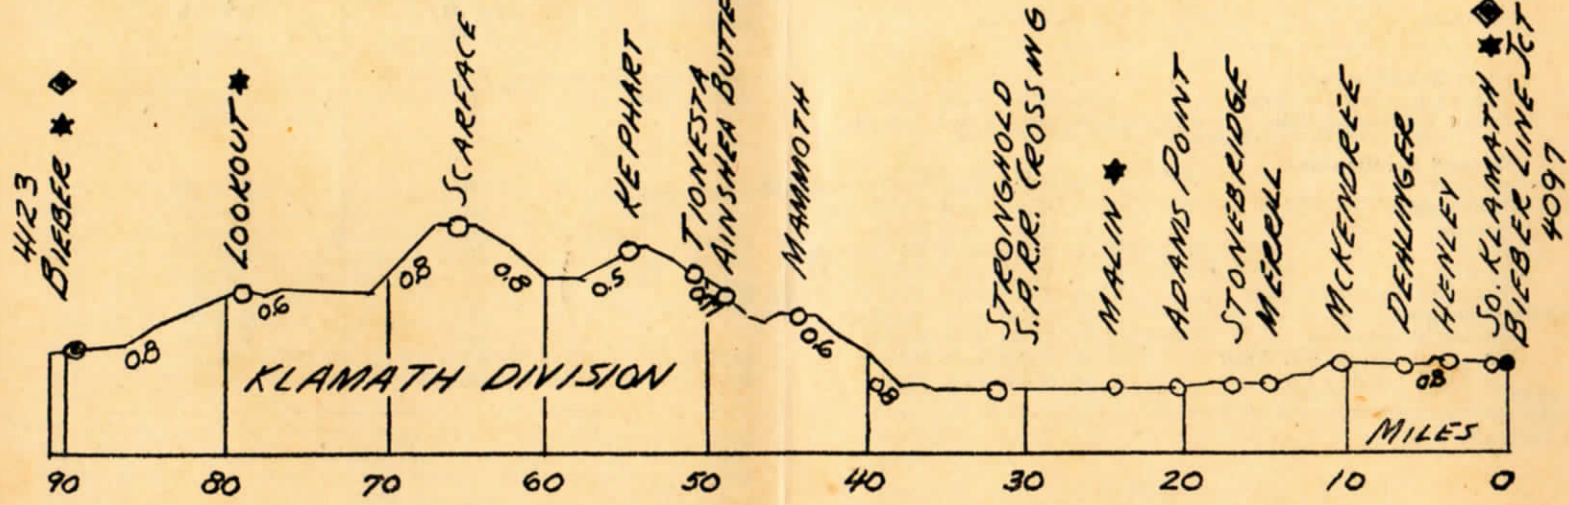 4123
BIEBER
LOOKOUT
SCARFACE
KEPHART
TIONESTA
AINSHEA BUTTE
MAMMOTH
STRONGHOLD
S.P.R.R. CROSSING
MALIN
ADAMS POINT
STONEBRIDGE
MERRILL
MCKENDREE
DEHLINGER
HENLEY
SO. KLAMATH
BIEBER LINE JCT
4097
0.8
0.6
0.8
0.8
0.5
0.6
0.8
0.8
KLAMATH DIVISION
MILES
90 80 70 60 50 40 30 20 10 0